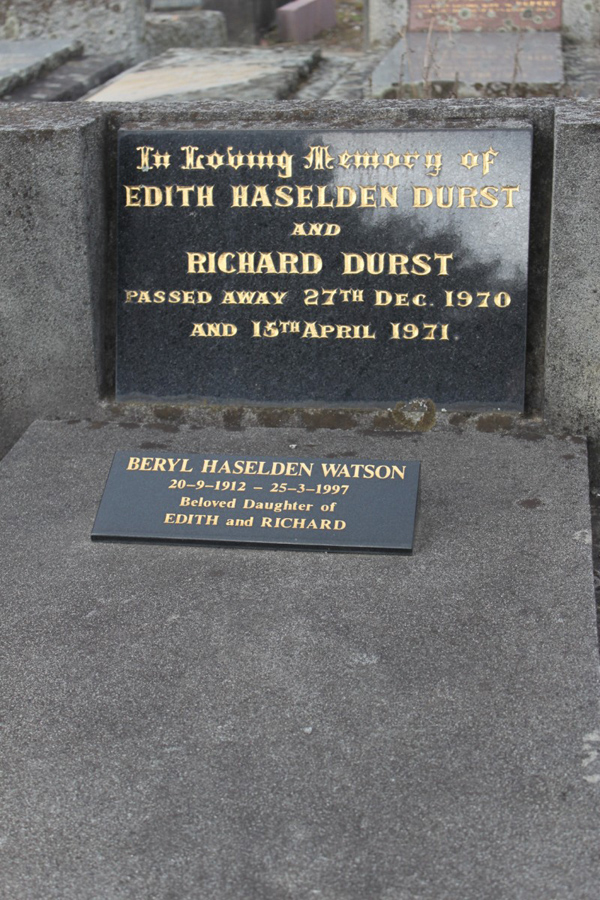 In Loving Memory of
EDITH HASELDEN DURST
AND
RICHARD DURST
PASSED AWAY 27TH DEC. 1970
AND 15TH APRIL 1971
BERYL HASELDEN WATSON
20–9–1912 – 25–3–1997
Beloved Daughter of
EDITH and RICHARD